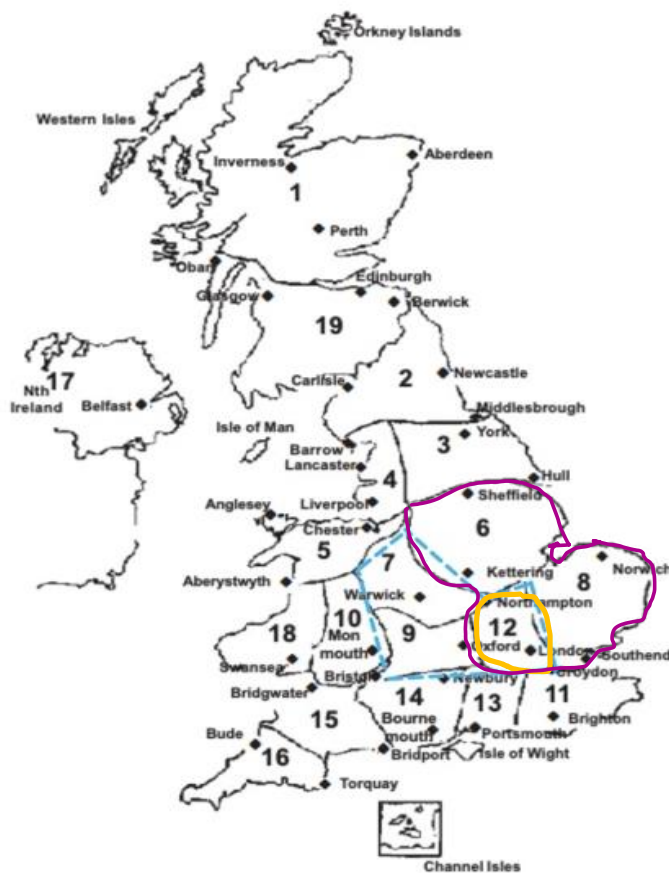 Orkney Islands
Western Isles
Inverness
Aberdeen
1
Perth
Oban
Edinburgh
Glasgow
Berwick
19
17
Nth
Ireland
Belfast
2
Newcastle
Carlfsle
Isle of Man
Middlesbrough
York
3
Barrow
Lancaster
4
Hull
Sheffield
Anglesey
Liverpool
6
Chester
5
7
Kettering
8
Norwich
Aberystwyth
Warwick
Northampton
10
9
12
18
Mon
mouth
Oxford
London
Southend
Swansea
Bristol
Newbury
Croydon
Bridgwater
14
13
11
15
Bourne
mouth
Portsmouth
Brighton
Bude
Isle of Wight
16
Bridport
Torquay
Channel Isles